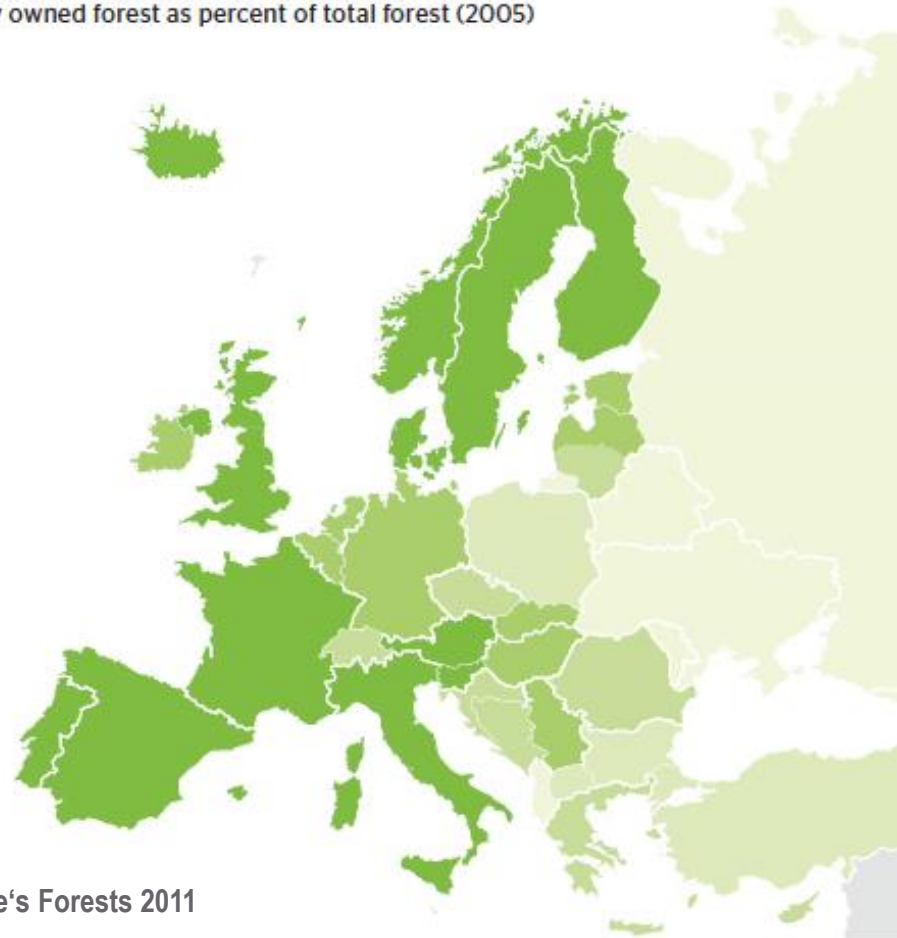 owned forest as percent of total forest (2005)
's Forests 2011